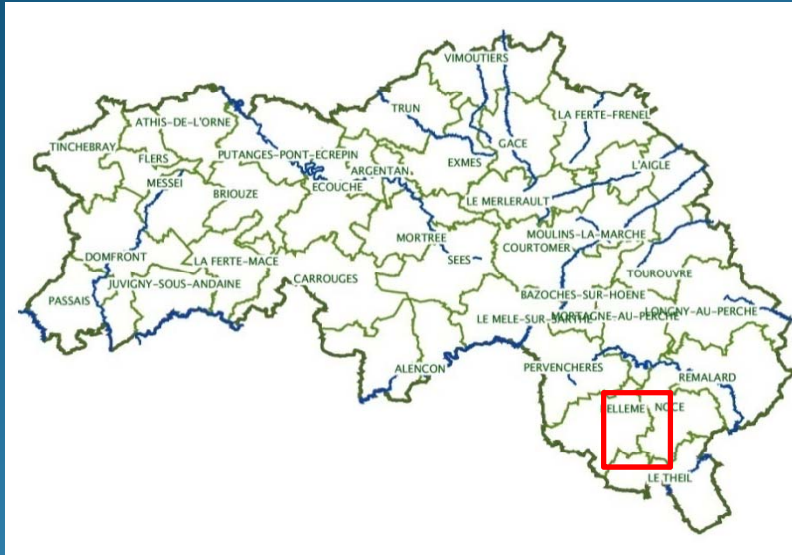 VIMOUTIERS
TRUN
LA FERTE-FRENEL
ATHIS-DE-L'ORNE
GACE
TINCHEBRAY
FLERS
PUTANGES-PONT-ECREPIN
EXMES
L'AIGLE
MESSEI
ARGENTAN
ECOUCHE
BRIOUZE
LE MERLERAULT
MORTREE
MOULINS-LA-MARCHE
COURTOMER
DOMFRONT
LA FERTE-MACE
SEES
TOUROUVRE
CARROUGES
JUVIGNY-SOUS-ANDAINE
BAZOCHES-SUR-HOENE
PASSAIS
LE MELE-SUR-SARTHE
MORTAGNE-AU-PERCHE
LONGNY-AU-PERCHE
ALENCON
PERVENCHERES
REMALARD
BELLEME
NOCE
LE THEIL